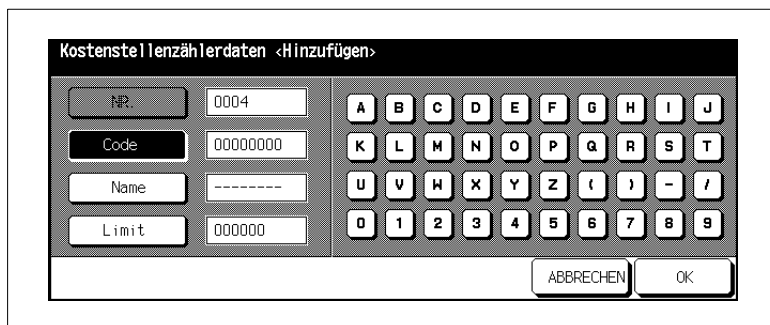 Kostenstellenzählerdaten <Hinzufügen>
NR. 0004 A B C D E F G H I J
Code 00000000 K L M N O P Q R S T
Name -------- U V W X Y Z ( ) - /
Limit 000000 0 1 2 3 4 5 6 7 8 9
ABBRECHEN OK